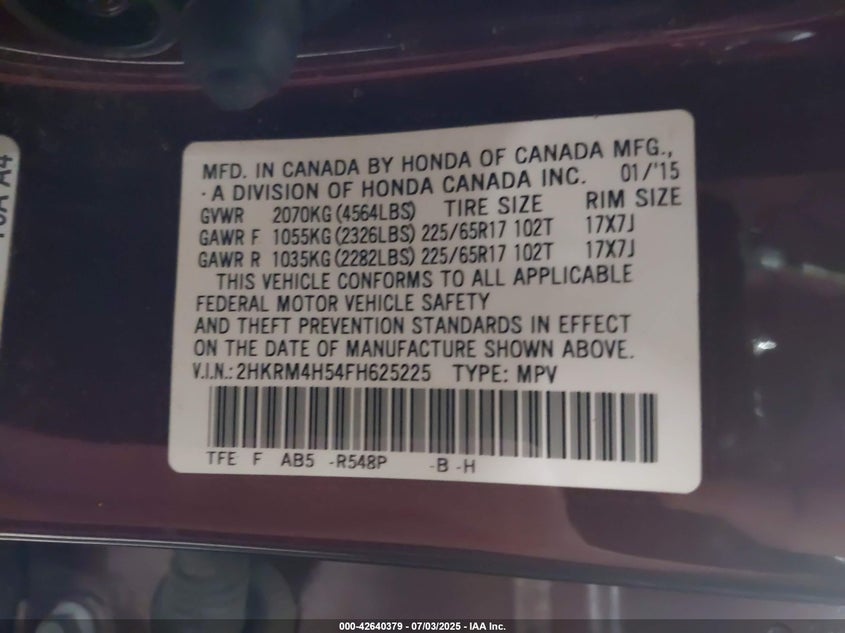 MFD. IN CANADA BY HONDA OF CANADA MFG.,
A DIVISION OF HONDA CANADA INC. 01/'15
GVWR 2070KG (4564LBS) TIRE SIZE RIM SIZE
GAWR F 1055KG (2326LBS) 225/65R17 102T 17X7J
GAWR R 1035KG (2282LBS) 225/65R17 102T 17X7J
THIS VEHICLE CONFORMS TO ALL APPLICABLE
FEDERAL MOTOR VEHICLE SAFETY
AND THEFT PREVENTION STANDARDS IN EFFECT
ON THE DATE OF MANUFACTURE SHOWN ABOVE.
V.I.N.: 2HKRM4H54FH625225 TYPE: MPV
TFE F AB5 -R548P -B -H
A4
000-42640379 - 07/03/2025 - IAA Inc.